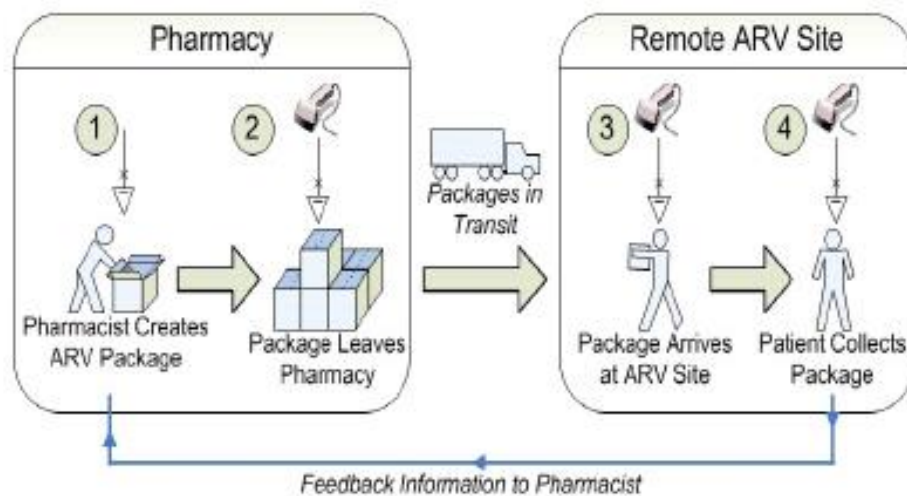 Pharmacy
1
2
Pharmacist Creates
ARV Package
Package Leaves
Pharmacy
Packages in
Transit
Remote ARV Site
3
4
Package Arrives
at ARV Site
Patient Collects
Package
Feedback Information to Pharmacist